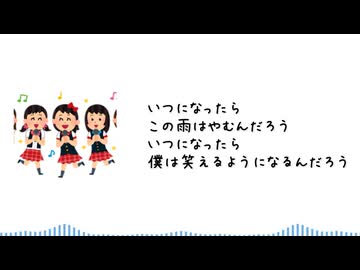 いつになったら
この雨はやむんだろう
いつになったら
僕は笑えるようになるんだろう